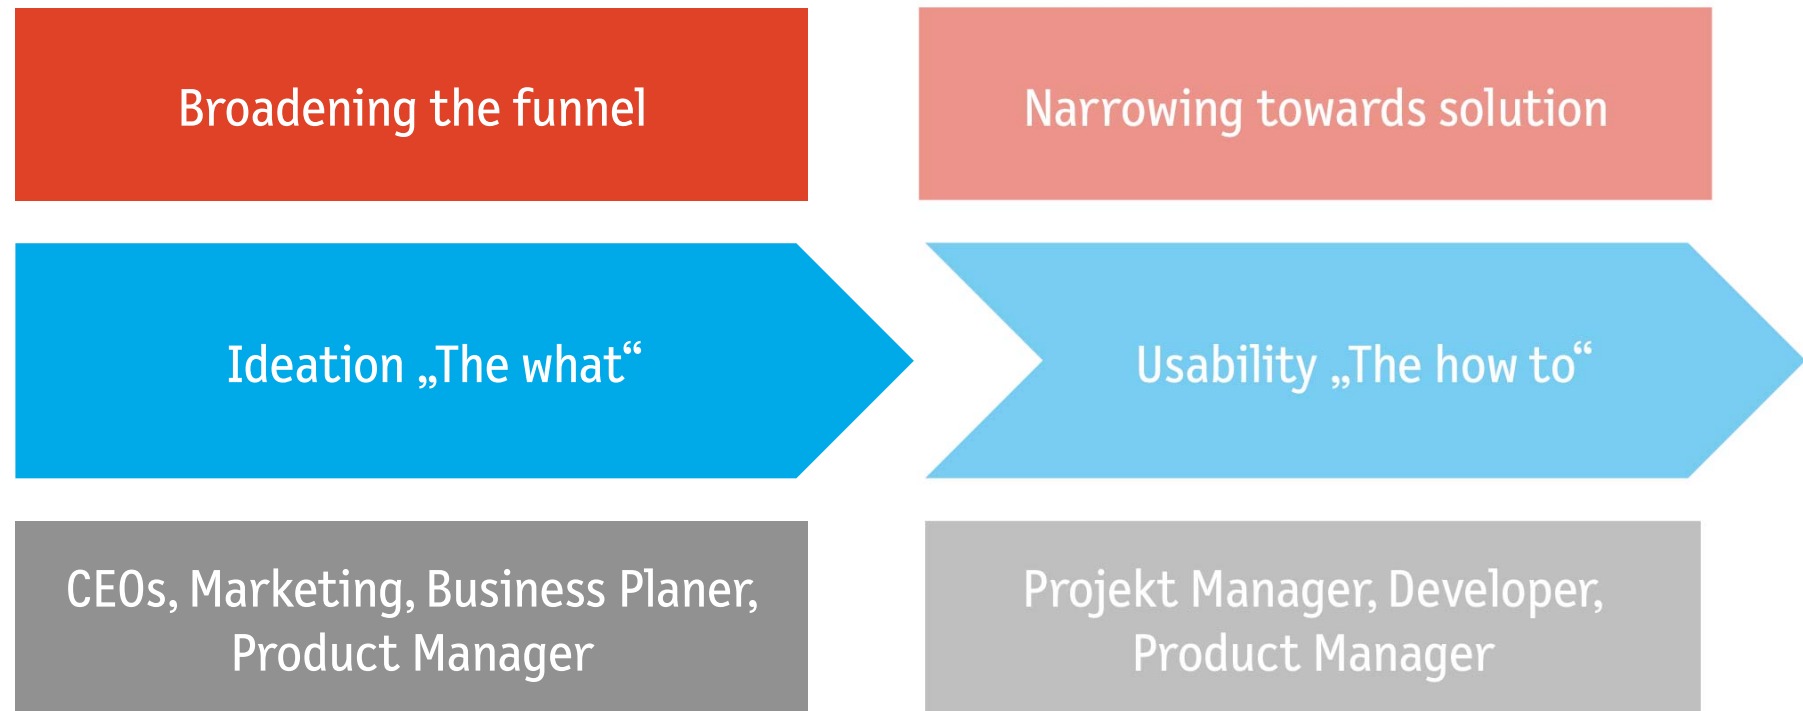 Broadening the funnel
Narrowing towards solution
Ideation „The what“
Usability „The how to“
CEOs, Marketing, Business Planer,
Product Manager
Projekt Manager, Developer,
Product Manager